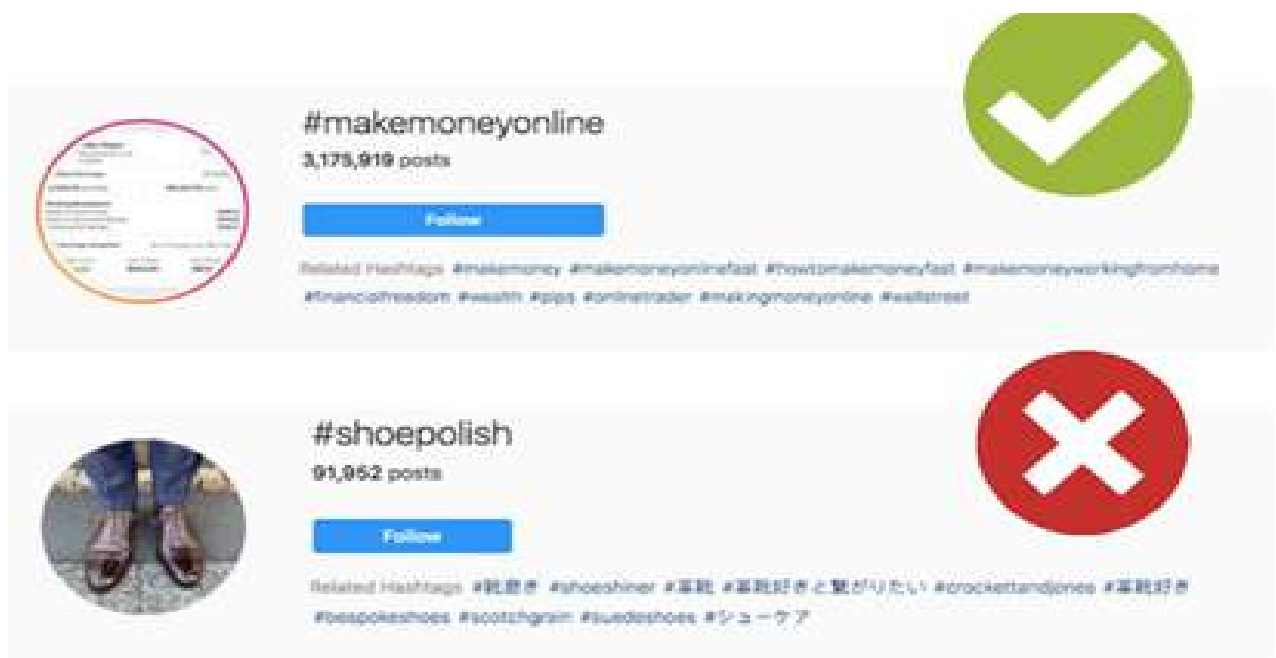 #makemoneyonline
3,175,919 posts
Follow
Related Hashtags #makemoney #makemoneyonlinefast #howtomakemoneyfast #makemoneyworkingfromhome
#financialfreedom #wealth #pips #onlinetrader #makingmoneyonline #wallstreet
#shoepolish
91,952 posts
Follow
Related Hashtags #靴磨き #shoeshiner #革靴 #革靴好きと繋がりたい #crockettandjones #革靴好き
#bespokeshoes #scotchgrain #suedeshoes #シューケア